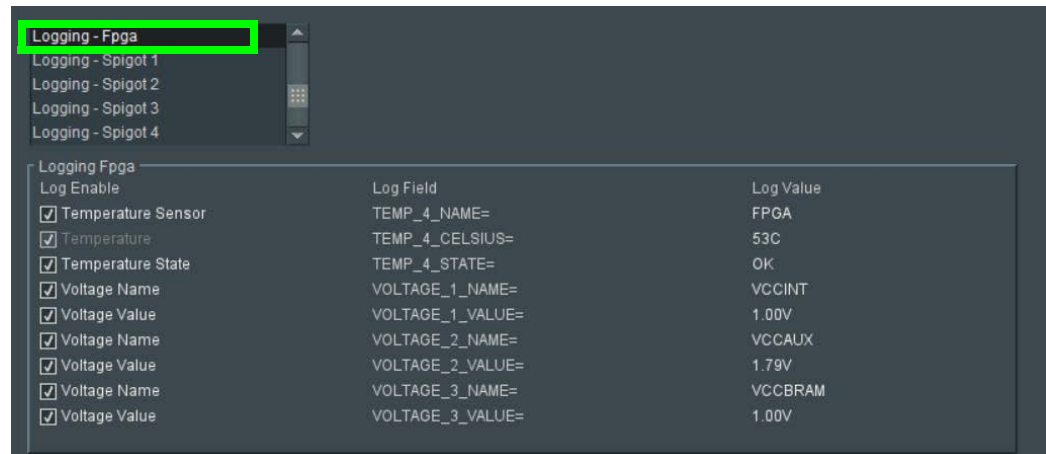 Logging - Fpga
Logging - Spigot 1
Logging - Spigot 2
Logging - Spigot 3
Logging - Spigot 4
Logging Fpga
Log Enable Log Field Log Value
Temperature Sensor TEMP_4_NAME= FPGA
Temperature TEMP_4_CELSIUS= 53C
Temperature State TEMP_4_STATE= OK
Voltage Name VOLTAGE_1_NAME= VCCINT
Voltage Value VOLTAGE_1_VALUE= 1.00V
Voltage Name VOLTAGE_2_NAME= VCCAUX
Voltage Value VOLTAGE_2_VALUE= 1.79V
Voltage Name VOLTAGE_3_NAME= VCCBRAM
Voltage Value VOLTAGE_3_VALUE= 1.00V